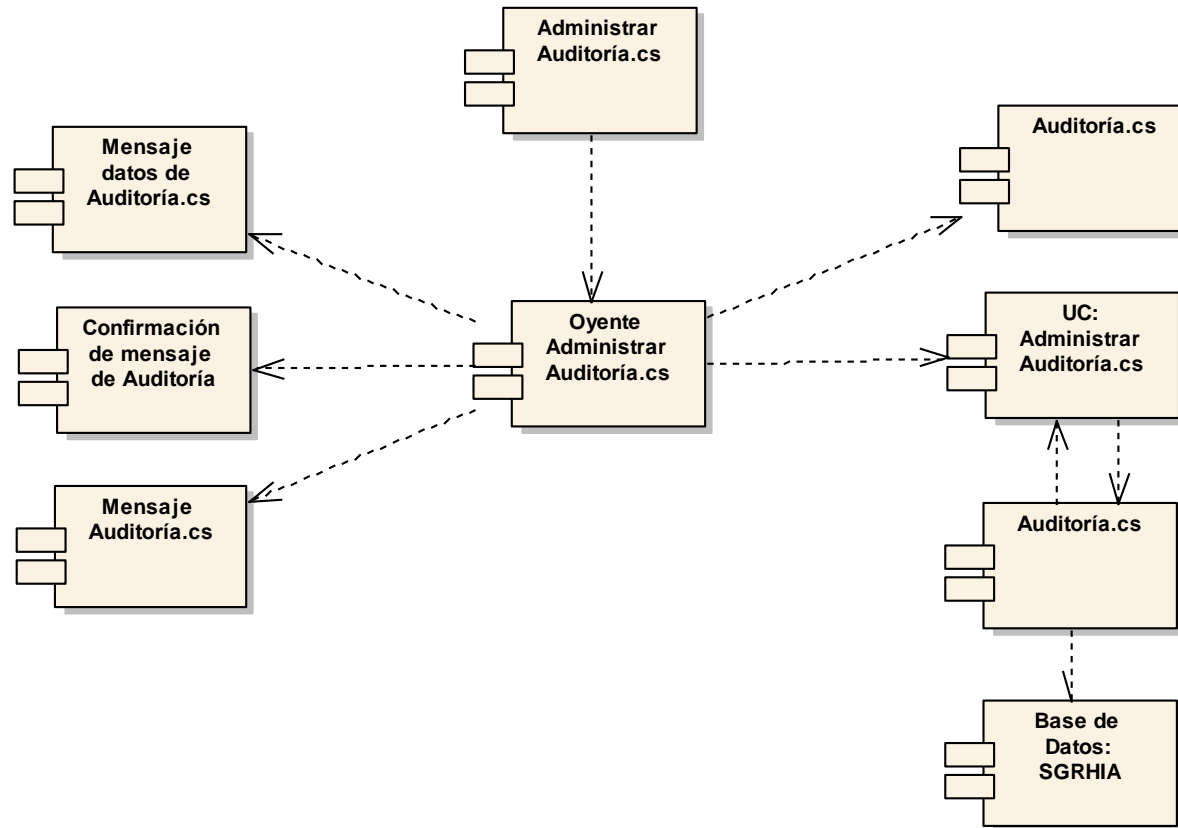 Administrar
Auditoría.cs
Mensaje
datos de
Auditoría.cs
Auditoría.cs
Confirmación
de mensaje
de Auditoría
Oyente
Administrar
Auditoría.cs
UC:
Administrar
Auditoría.cs
Mensaje
Auditoría.cs
Auditoría.cs
Base de
Datos:
SGRHIA